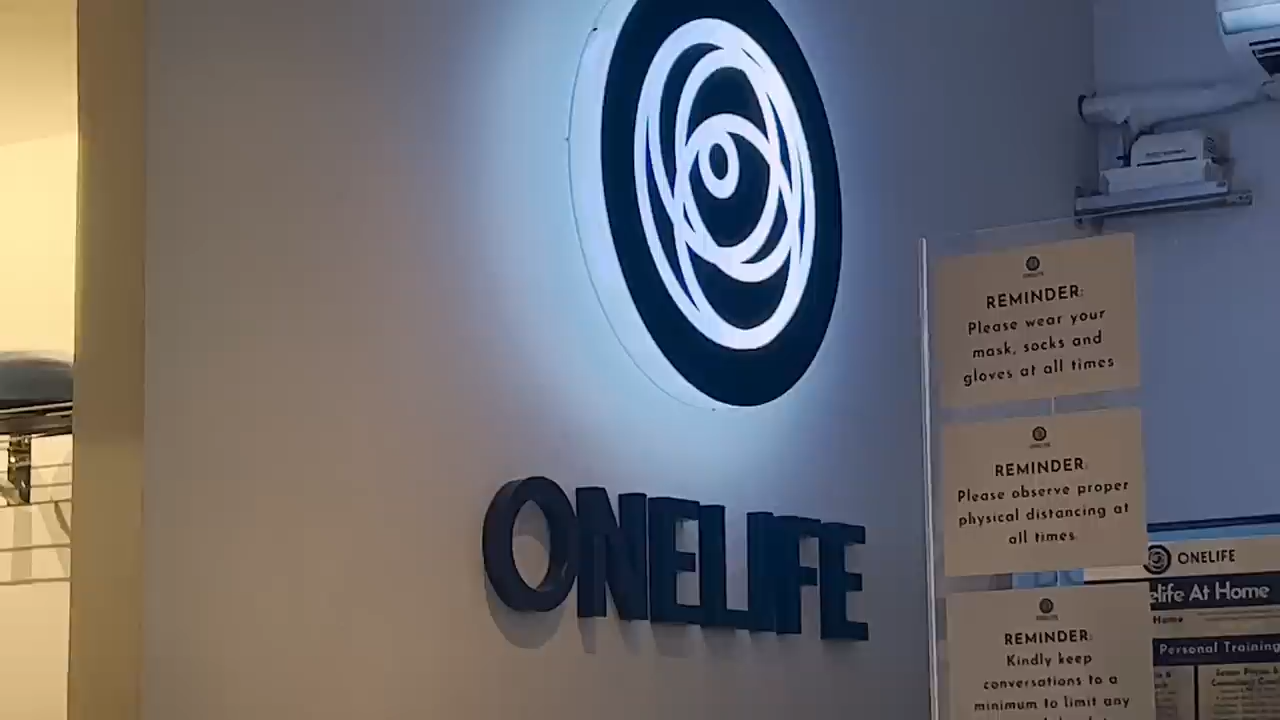 ONELIFE
REMINDER:
Please wear your
mask, socks and
gloves at all times
REMINDER:
Please observe proper
physical distancing at
all times
REMINDER:
Kindly keep
conversations to a
minimum to limit any
ONELIFE
elife At Home
Home
Personal Training